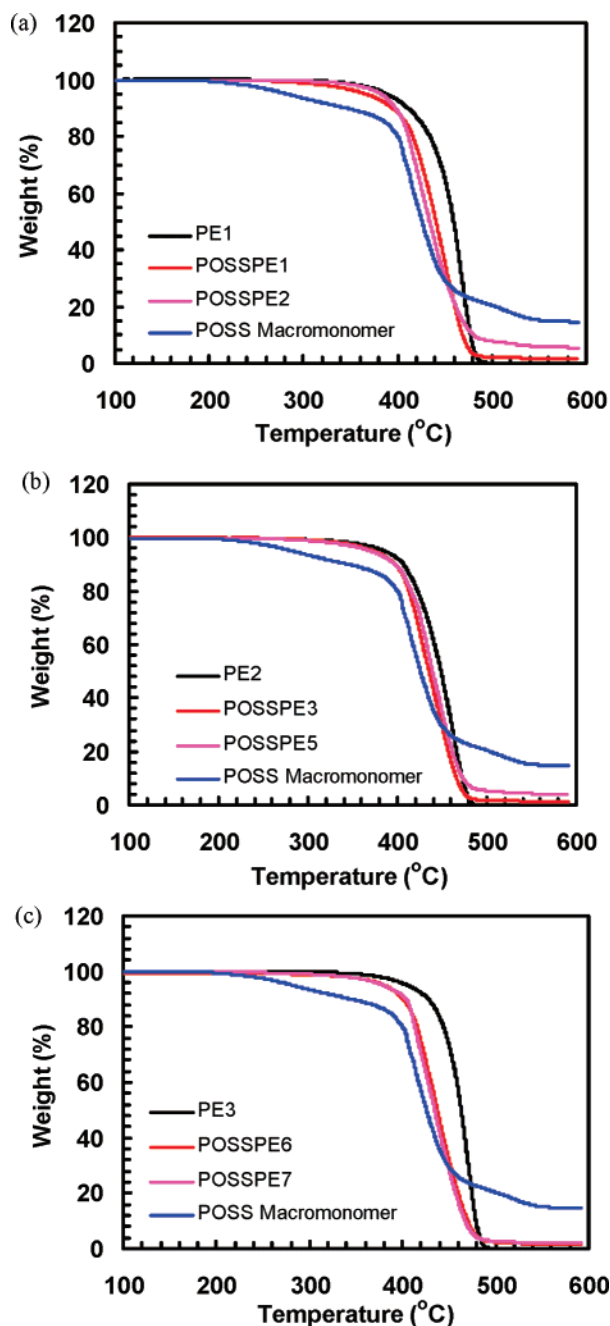 (a)
120
100
80
60
40
20
0
Weight (%)
PE1
POSSPE1
POSSPE2
POSS Macromonomer
100 200 300 400 500 600
Temperature (°C)
(b)
120
100
80
60
40
20
0
Weight (%)
PE2
POSSPE3
POSSPE5
POSS Macromonomer
100 200 300 400 500 600
Temperature (°C)
(c)
120
100
80
60
40
20
0
Weight (%)
PE3
POSSPE6
POSSPE7
POSS Macromonomer
100 200 300 400 500 600
Temperature (°C)